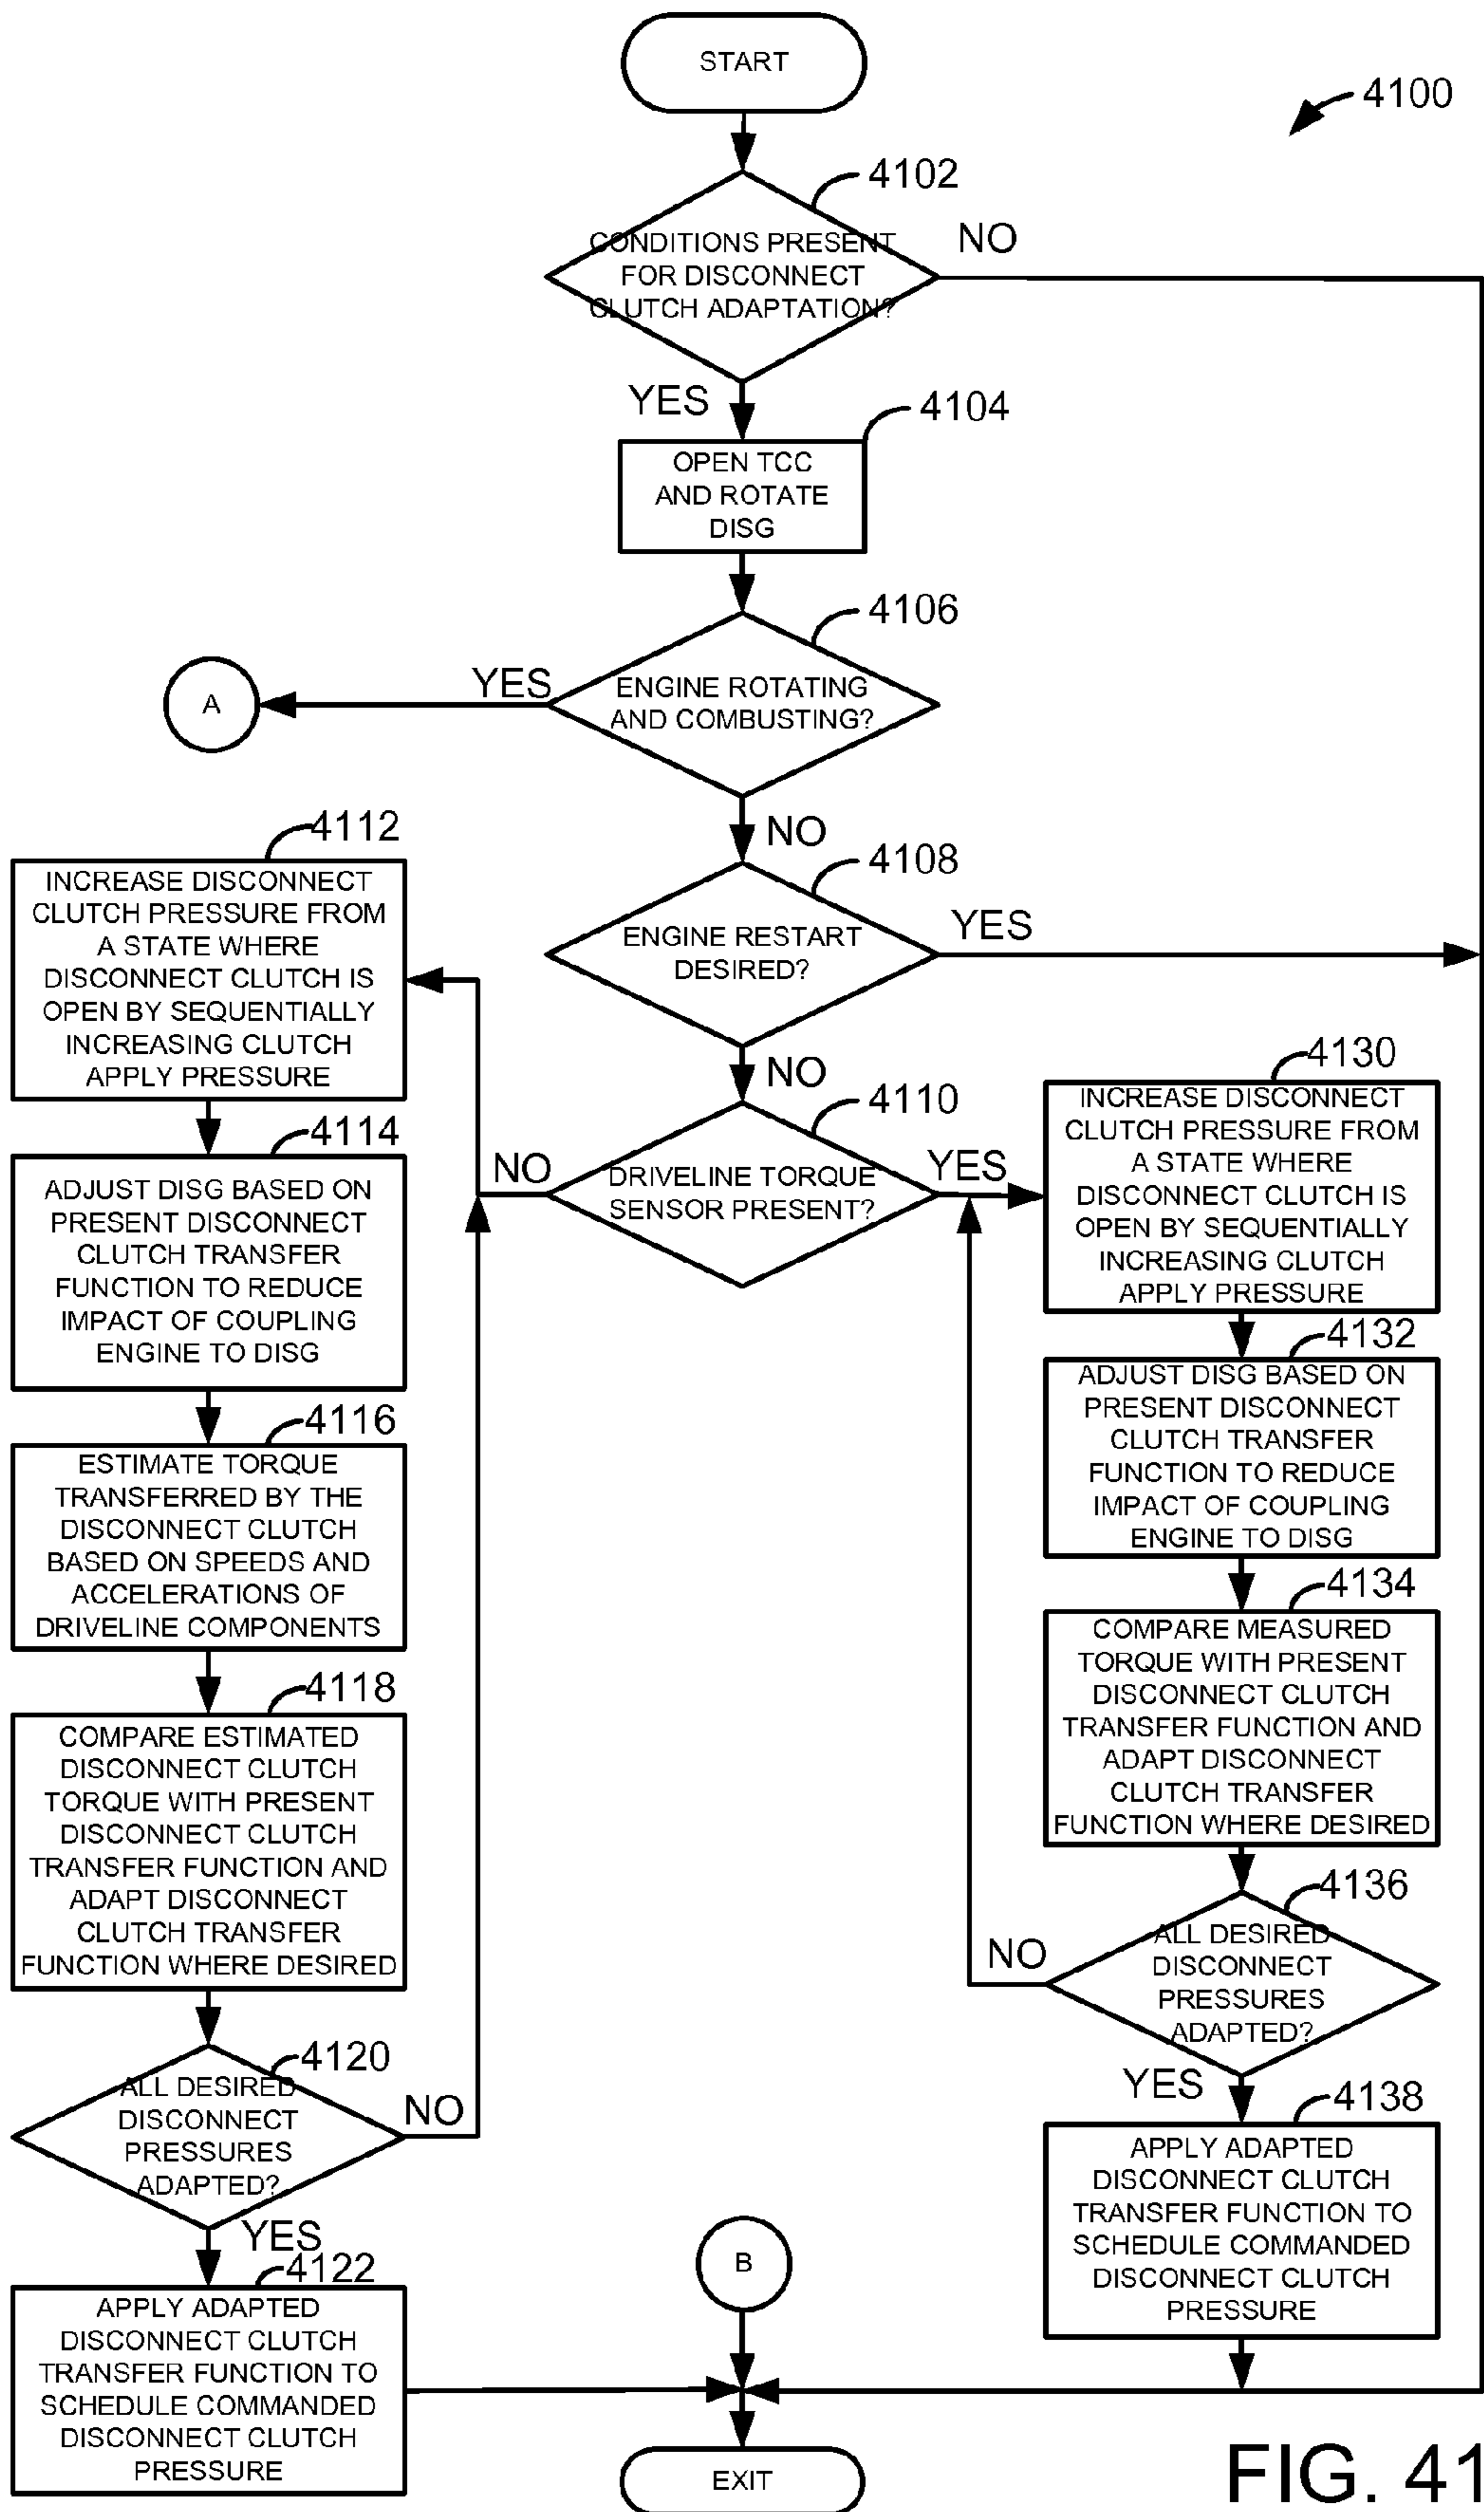 START
4100
4102
CONDITIONS PRESENT
FOR DISCONNECT
CLUTCH ADAPTATION?
NO
YES
4104
OPEN TCC
AND ROTATE
DISG
4106
ENGINE ROTATING
AND COMBUSTING?
YES
A
NO
4108
ENGINE RESTART
DESIRED?
YES
NO
4110
DRIVELINE TORQUE
SENSOR PRESENT?
NO
YES
4112
INCREASE DISCONNECT
CLUTCH PRESSURE FROM
A STATE WHERE
DISCONNECT CLUTCH IS
OPEN BY SEQUENTIALLY
INCREASING CLUTCH
APPLY PRESSURE
4114
ADJUST DISG BASED ON
PRESENT DISCONNECT
CLUTCH TRANSFER
FUNCTION TO REDUCE
IMPACT OF COUPLING
ENGINE TO DISG
4116
ESTIMATE TORQUE
TRANSFERRED BY THE
DISCONNECT CLUTCH
BASED ON SPEEDS AND
ACCELERATIONS OF
DRIVELINE COMPONENTS
4118
COMPARE ESTIMATED
DISCONNECT CLUTCH
TORQUE WITH PRESENT
DISCONNECT CLUTCH
TRANSFER FUNCTION AND
ADAPT DISCONNECT
CLUTCH TRANSFER
FUNCTION WHERE DESIRED
4120
ALL DESIRED
DISCONNECT
PRESSURES
ADAPTED?
NO
YES
4122
APPLY ADAPTED
DISCONNECT CLUTCH
TRANSFER FUNCTION TO
SCHEDULE COMMANDED
DISCONNECT CLUTCH
PRESSURE
4130
INCREASE DISCONNECT
CLUTCH PRESSURE FROM
A STATE WHERE
DISCONNECT CLUTCH IS
OPEN BY SEQUENTIALLY
INCREASING CLUTCH
APPLY PRESSURE
4132
ADJUST DISG BASED ON
PRESENT DISCONNECT
CLUTCH TRANSFER
FUNCTION TO REDUCE
IMPACT OF COUPLING
ENGINE TO DISG
4134
COMPARE MEASURED
TORQUE WITH PRESENT
DISCONNECT CLUTCH
TRANSFER FUNCTION AND
ADAPT DISCONNECT
CLUTCH TRANSFER
FUNCTION WHERE DESIRED
4136
ALL DESIRED
DISCONNECT
PRESSURES
ADAPTED?
NO
YES
4138
APPLY ADAPTED
DISCONNECT CLUTCH
TRANSFER FUNCTION TO
SCHEDULE COMMANDED
DISCONNECT CLUTCH
PRESSURE
B
EXIT
FIG. 41